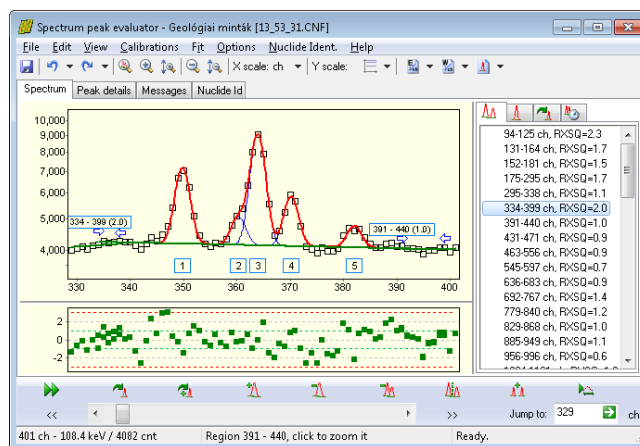 Spectrum peak evaluator - Geológiai minták [13_53_31.CNF]
File Edit View Calibrations Fit Options Nuclide Ident. Help
X scale: ch Y scale:
Spectrum Peak details Messages Nuclide Id
10,000
9,000
8,000
7,000
6,000
5,000
4,000
334 - 399 (2.0)
391 - 440 (1.0)
1 2 3 4 5
330 340 350 360 370 380 390 400
2
0
-2
94-125 ch, RXSQ=2.3
131-164 ch, RXSQ=1.7
152-181 ch, RXSQ=1.5
175-295 ch, RXSQ=1.7
295-338 ch, RXSQ=1.1
334-399 ch, RXSQ=2.0
391-440 ch, RXSQ=1.0
431-471 ch, RXSQ=0.9
463-556 ch, RXSQ=0.9
545-597 ch, RXSQ=0.7
636-683 ch, RXSQ=0.9
692-767 ch, RXSQ=1.4
779-840 ch, RXSQ=1.2
829-868 ch, RXSQ=1.0
885-949 ch, RXSQ=1.1
956-996 ch, RXSQ=0.6
<< >> Jump to: 329 ch
401 ch - 108.4 keV / 4082 cnt Region 391 - 440, click to zoom it Ready.